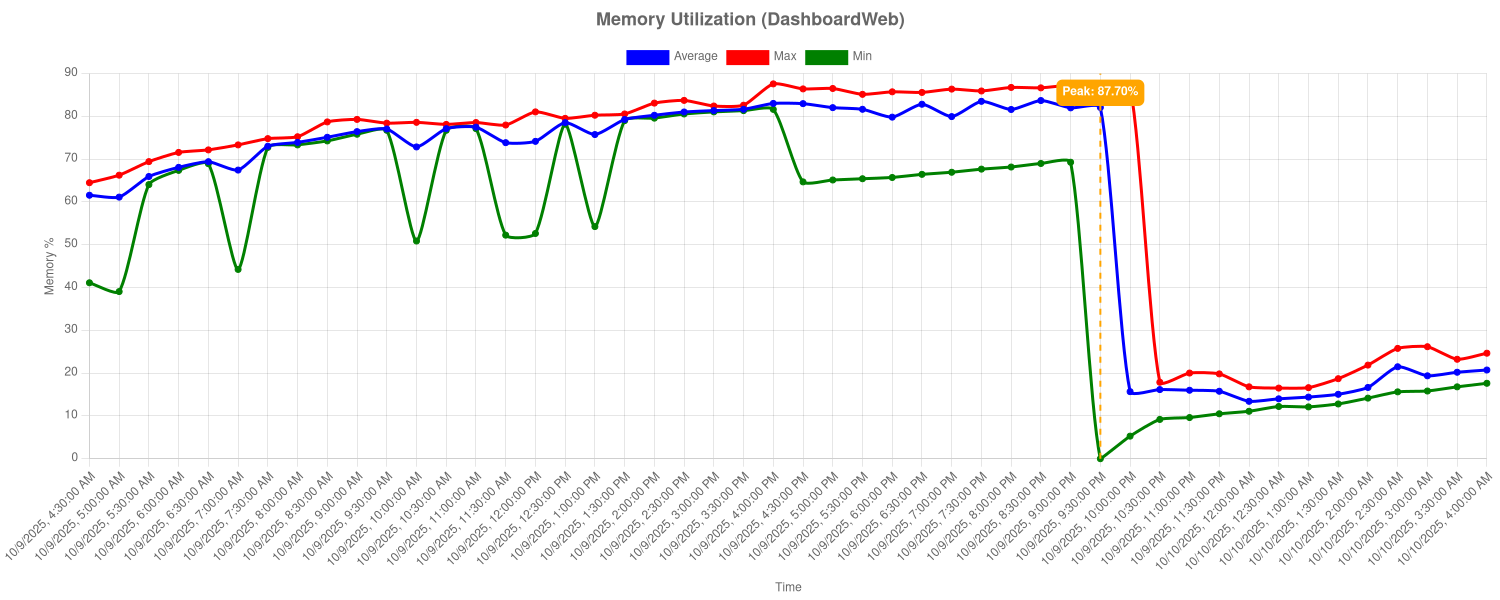 Memory Utilization (DashboardWeb)
Average Max Min
Peak: 87.70%
Memory %
90
80
70
60
50
40
30
20
10
0
10/9/2025, 4:30:00 AM
10/9/2025, 5:00:00 AM
10/9/2025, 5:30:00 AM
10/9/2025, 6:00:00 AM
10/9/2025, 6:30:00 AM
10/9/2025, 7:00:00 AM
10/9/2025, 7:30:00 AM
10/9/2025, 8:00:00 AM
10/9/2025, 8:30:00 AM
10/9/2025, 9:00:00 AM
10/9/2025, 9:30:00 AM
10/9/2025, 10:00:00 AM
10/9/2025, 10:30:00 AM
10/9/2025, 11:00:00 AM
10/9/2025, 11:30:00 AM
10/9/2025, 12:00:00 PM
10/9/2025, 12:30:00 PM
10/9/2025, 1:00:00 PM
10/9/2025, 1:30:00 PM
10/9/2025, 2:00:00 PM
10/9/2025, 2:30:00 PM
10/9/2025, 3:00:00 PM
10/9/2025, 3:30:00 PM
10/9/2025, 4:00:00 PM
10/9/2025, 4:30:00 PM
10/9/2025, 5:00:00 PM
10/9/2025, 5:30:00 PM
10/9/2025, 6:00:00 PM
10/9/2025, 6:30:00 PM
10/9/2025, 7:00:00 PM
10/9/2025, 7:30:00 PM
10/9/2025, 8:00:00 PM
10/9/2025, 8:30:00 PM
10/9/2025, 9:00:00 PM
10/9/2025, 9:30:00 PM
10/9/2025, 10:00:00 PM
10/9/2025, 10:30:00 PM
10/9/2025, 11:00:00 PM
10/9/2025, 11:30:00 PM
10/10/2025, 12:00:00 AM
10/10/2025, 12:30:00 AM
10/10/2025, 1:00:00 AM
10/10/2025, 1:30:00 AM
10/10/2025, 2:00:00 AM
10/10/2025, 2:30:00 AM
10/10/2025, 3:00:00 AM
10/10/2025, 3:30:00 AM
10/10/2025, 4:00:00 AM
Time